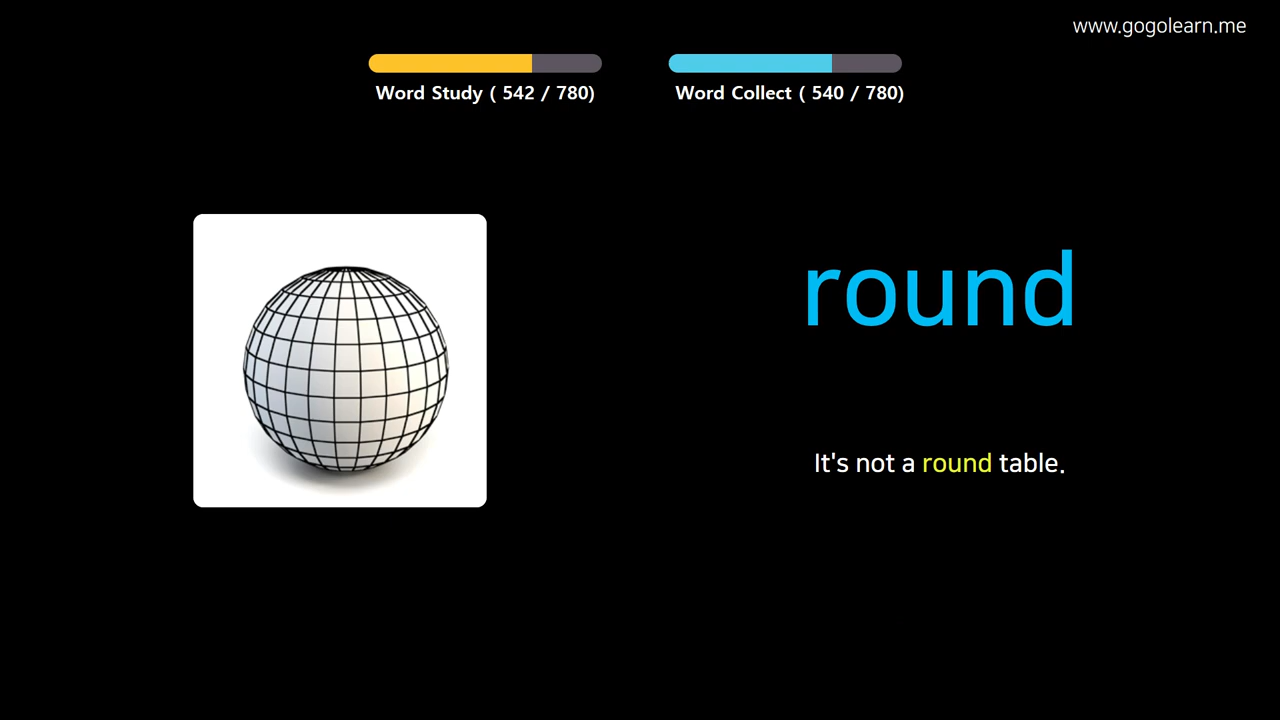 www.gogolearn.me
Word Study ( 542 / 780)
Word Collect ( 540 / 780)
round
It's not a round table.